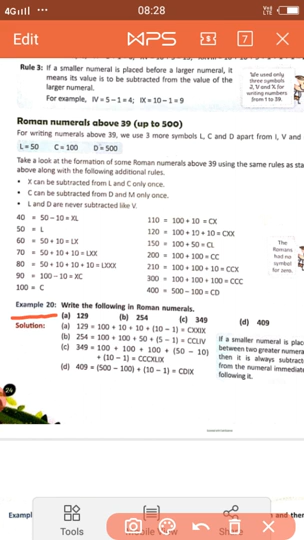 4G 08:28 VoI LTE
Edit WPS $ 7 X
Rule 3: If a smaller numeral is placed before a larger numeral, it
means its value is to be subtracted from the value of the
larger numeral.
For example, IV = 5 – 1 = 4; IX = 10 – 1 = 9
We used only
three symbols
I, V and X for
writing numbers
from 1 to 39.
Roman numerals above 39 (up to 500)
For writing numerals above 39, we use 3 more symbols L, C and D apart from I, V and
L = 50 C = 100 D = 500
Take a look at the formation of some Roman numerals above 39 using the same rules as sta
above along with the following additional rules.
• X can be subtracted from L and C only once.
• C can be subtracted from D and M only once.
• L and D are never subtracted like V.
40 = 50 – 10 = XL 110 = 100 + 10 = CX
50 = L 120 = 100 + 10 + 10 = CXX
60 = 50 + 10 = LX 150 = 100 + 50 = CL
70 = 50 + 10 + 10 = LXX 200 = 100 + 100 = CC
80 = 50 + 10 + 10 + 10 = LXXX 210 = 100 + 100 + 10 = CCX
90 = 100 – 10 = XC 300 = 100 + 100 + 100 = CCC
100 = C 400 = 500 – 100 = CD
The
Romans
had no
symbol
for zero.
Example 20: Write the following in Roman numerals.
(a) 129 (b) 254 (c) 349 (d) 409
Solution: (a) 129 = 100 + 10 + 10 + (10 – 1) = CXXIX
(b) 254 = 100 + 100 + 50 + (5 – 1) = CCLIV
(c) 349 = 100 + 100 + 100 + (50 – 10)
+ (10 – 1) = CCCXLIX
(d) 409 = (500 – 100) + (10 – 1) = CDIX
If a smaller numeral is plac
between two greater numera
then it is always subtract
from the numeral immediate
following it.
24
Exampl s and then
Tools Mobile View Share